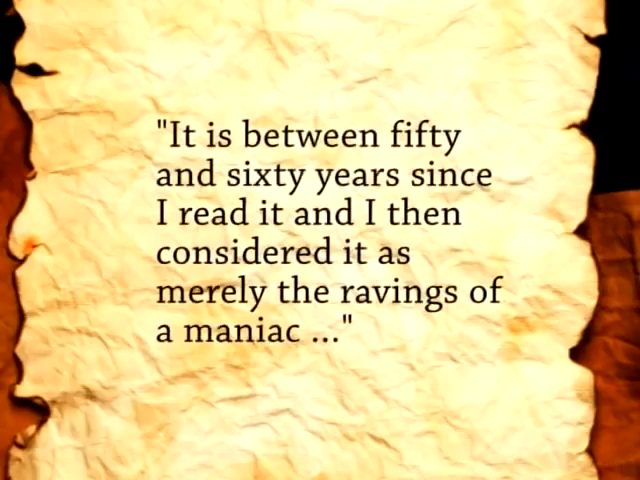 "It is between fifty
and sixty years since
I read it and I then
considered it as
merely the ravings of
a maniac ..."